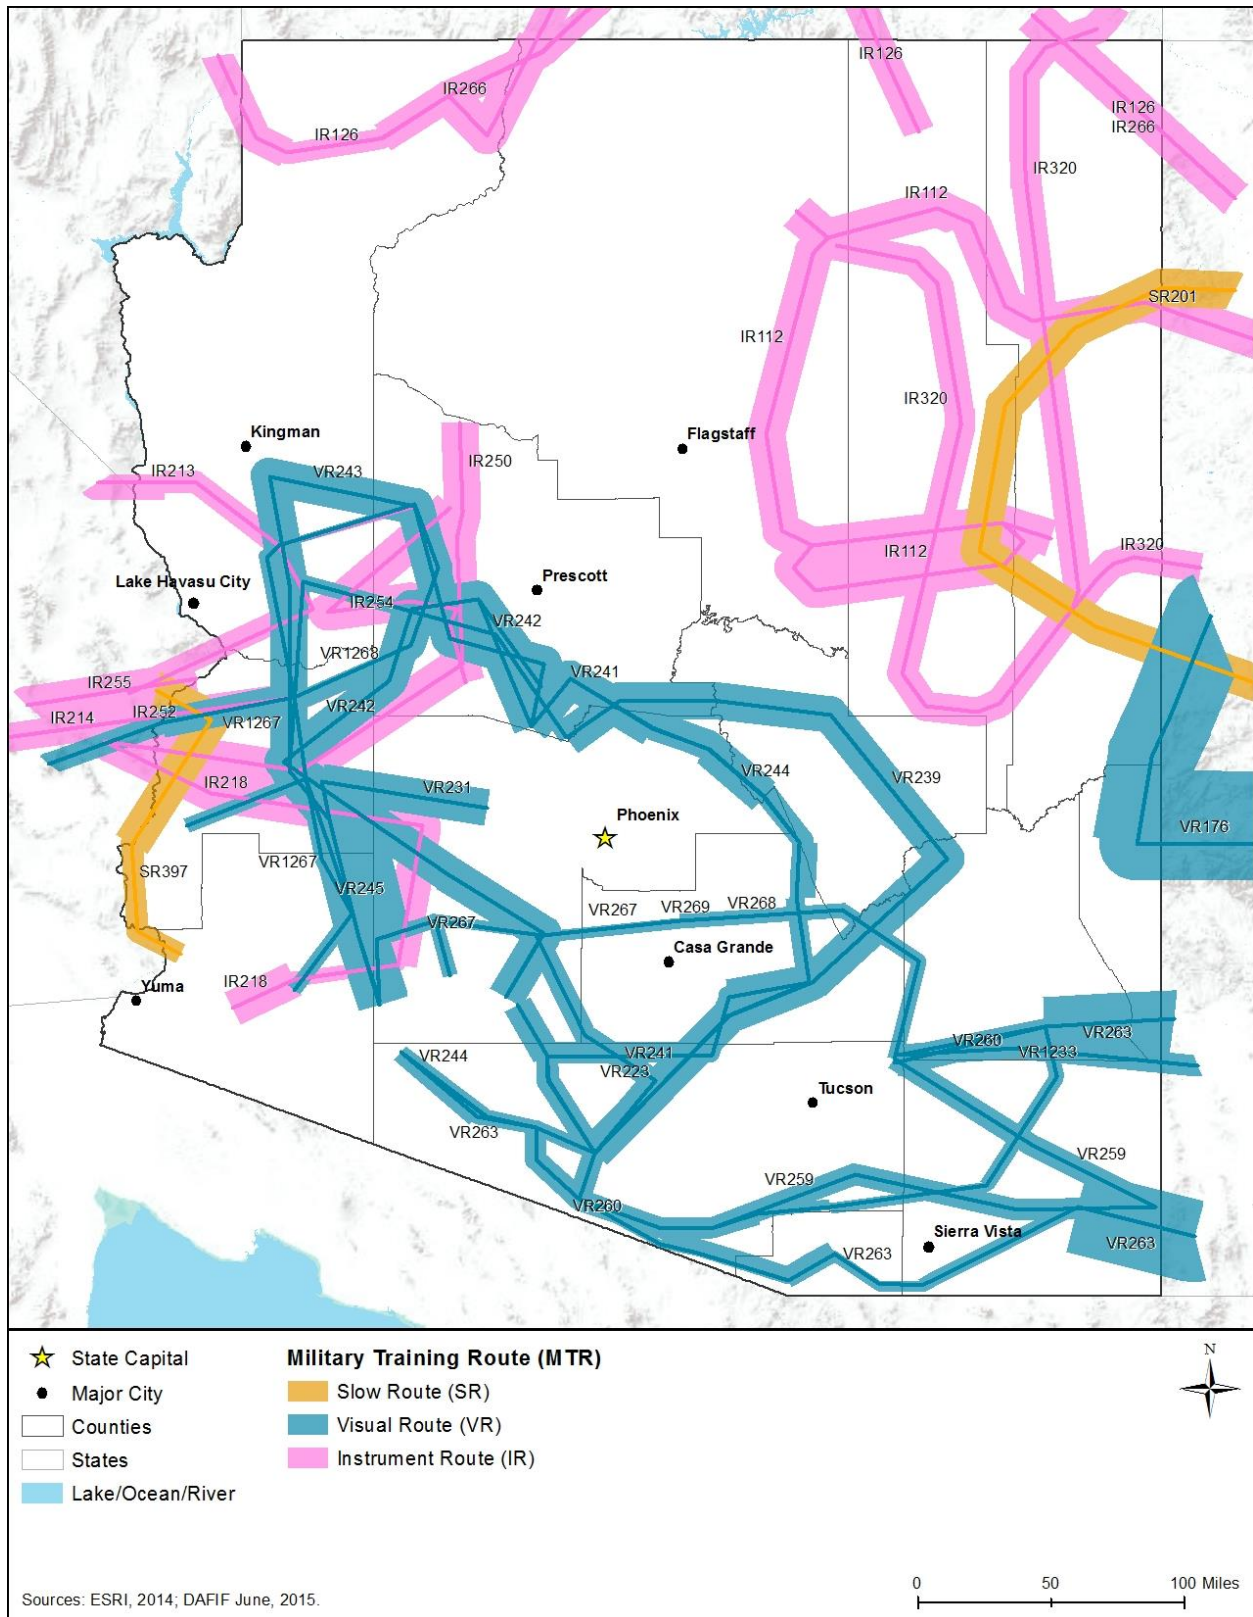 IR126
IR266
IR126
IR126
IR266
IR320
IR112
SR201
IR112
IR320
Kingman
Flagstaff
IR250
IR213
VR243
IR112
IR320
Lake Havasu City
Prescott
IR254
VR242
VR1268
VR241
IR255
VR242
IR214
IR252
VR1267
IR218
VR231
VR244
VR239
VR176
Phoenix
SR397
VR1267
VR245
VR267
VR267
VR269
VR268
Casa Grande
IR218
Yuma
VR244
VR241
VR223
VR260
VR263
VR1233
Tucson
VR263
VR259
VR259
VR260
Sierra Vista
VR263
VR263
State Capital
Major City
Counties
States
Lake/Ocean/River
Military Training Route (MTR)
Slow Route (SR)
Visual Route (VR)
Instrument Route (IR)
N
Sources: ESRI, 2014; DAFIF June, 2015.
0 50 100 Miles